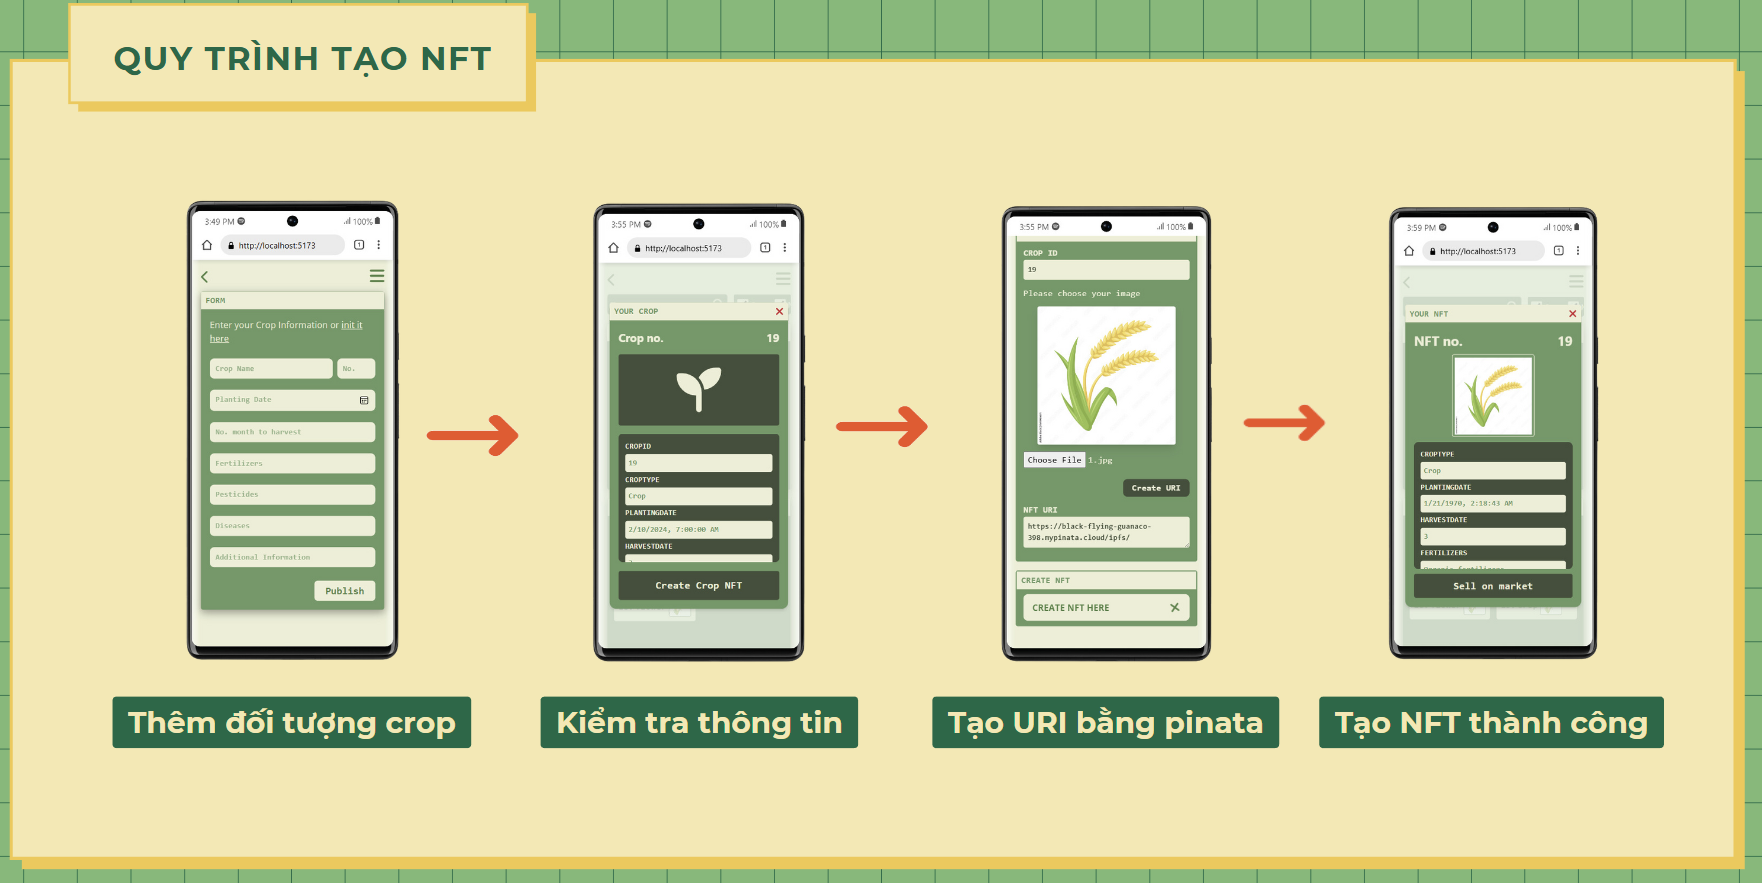 QUY TRÌNH TẠO NFT
3:49 PM
100%
http://localhost:5173
1
FORM
Enter your Crop Information or init it
here
Crop Name
No.
Planting Date
No. month to harvest
Fertilizers
Pesticides
Diseases
Additional Information
Publish
3:55 PM
100%
http://localhost:5173
1
YOUR CROP
Crop no.
19
CROPID
19
CROPTYPE
Crop
PLANTINGDATE
2/10/2024, 7:00:00 AM
HARVESTDATE
Create Crop NFT
3:55 PM
100%
CROP ID
19
Please choose your image
Choose File
1.jpg
Create URI
NFT URI
https://black-flying-guanaco-
398.mypinata.cloud/ipfs/
CREATE NFT
CREATE NFT HERE
3:59 PM
100%
http://localhost:5173
1
YOUR NFT
NFT no.
19
CROPTYPE
Crop
PLANTINGDATE
1/21/1970, 2:18:43 AM
HARVESTDATE
3
FERTILIZERS
Organic fertilizers
Sell on market
Thêm đối tượng crop
Kiểm tra thông tin
Tạo URI bằng pinata
Tạo NFT thành công